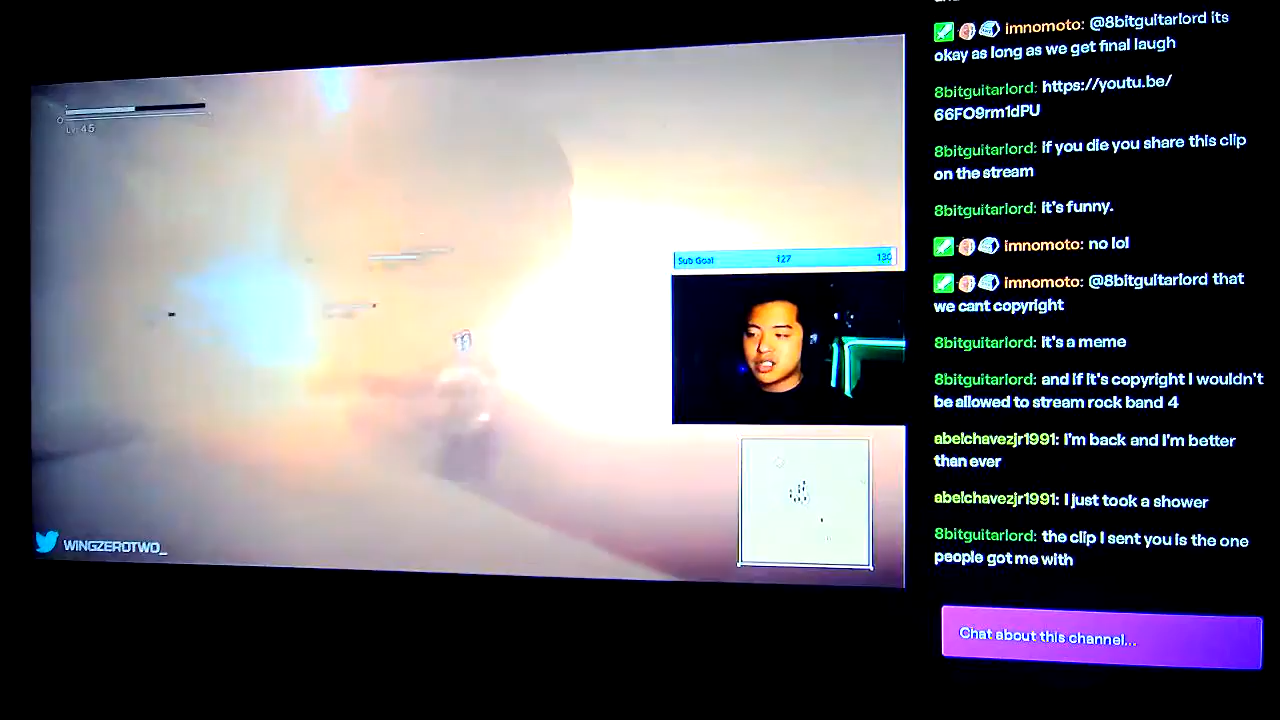 imnomoto: @8bitguitarlord its
okay as long as we get final laugh
8bitguitarlord: https://youtu.be/
66FO9rm1dPU
8bitguitarlord: If you die you share this clip
on the stream
8bitguitarlord: it's funny.
imnomoto: no lol
imnomoto: @8bitguitarlord that
we cant copyright
8bitguitarlord: it's a meme
8bitguitarlord: and if it's copyright I wouldn't
be allowed to stream rock band 4
abelchavezjr1991: I'm back and I'm better
than ever
abelchavezjr1991: I just took a shower
8bitguitarlord: the clip I sent you is the one
people got me with
Chat about this channel...
Lv: 45
Sub Goal 127 130
WINGZEROTWO_